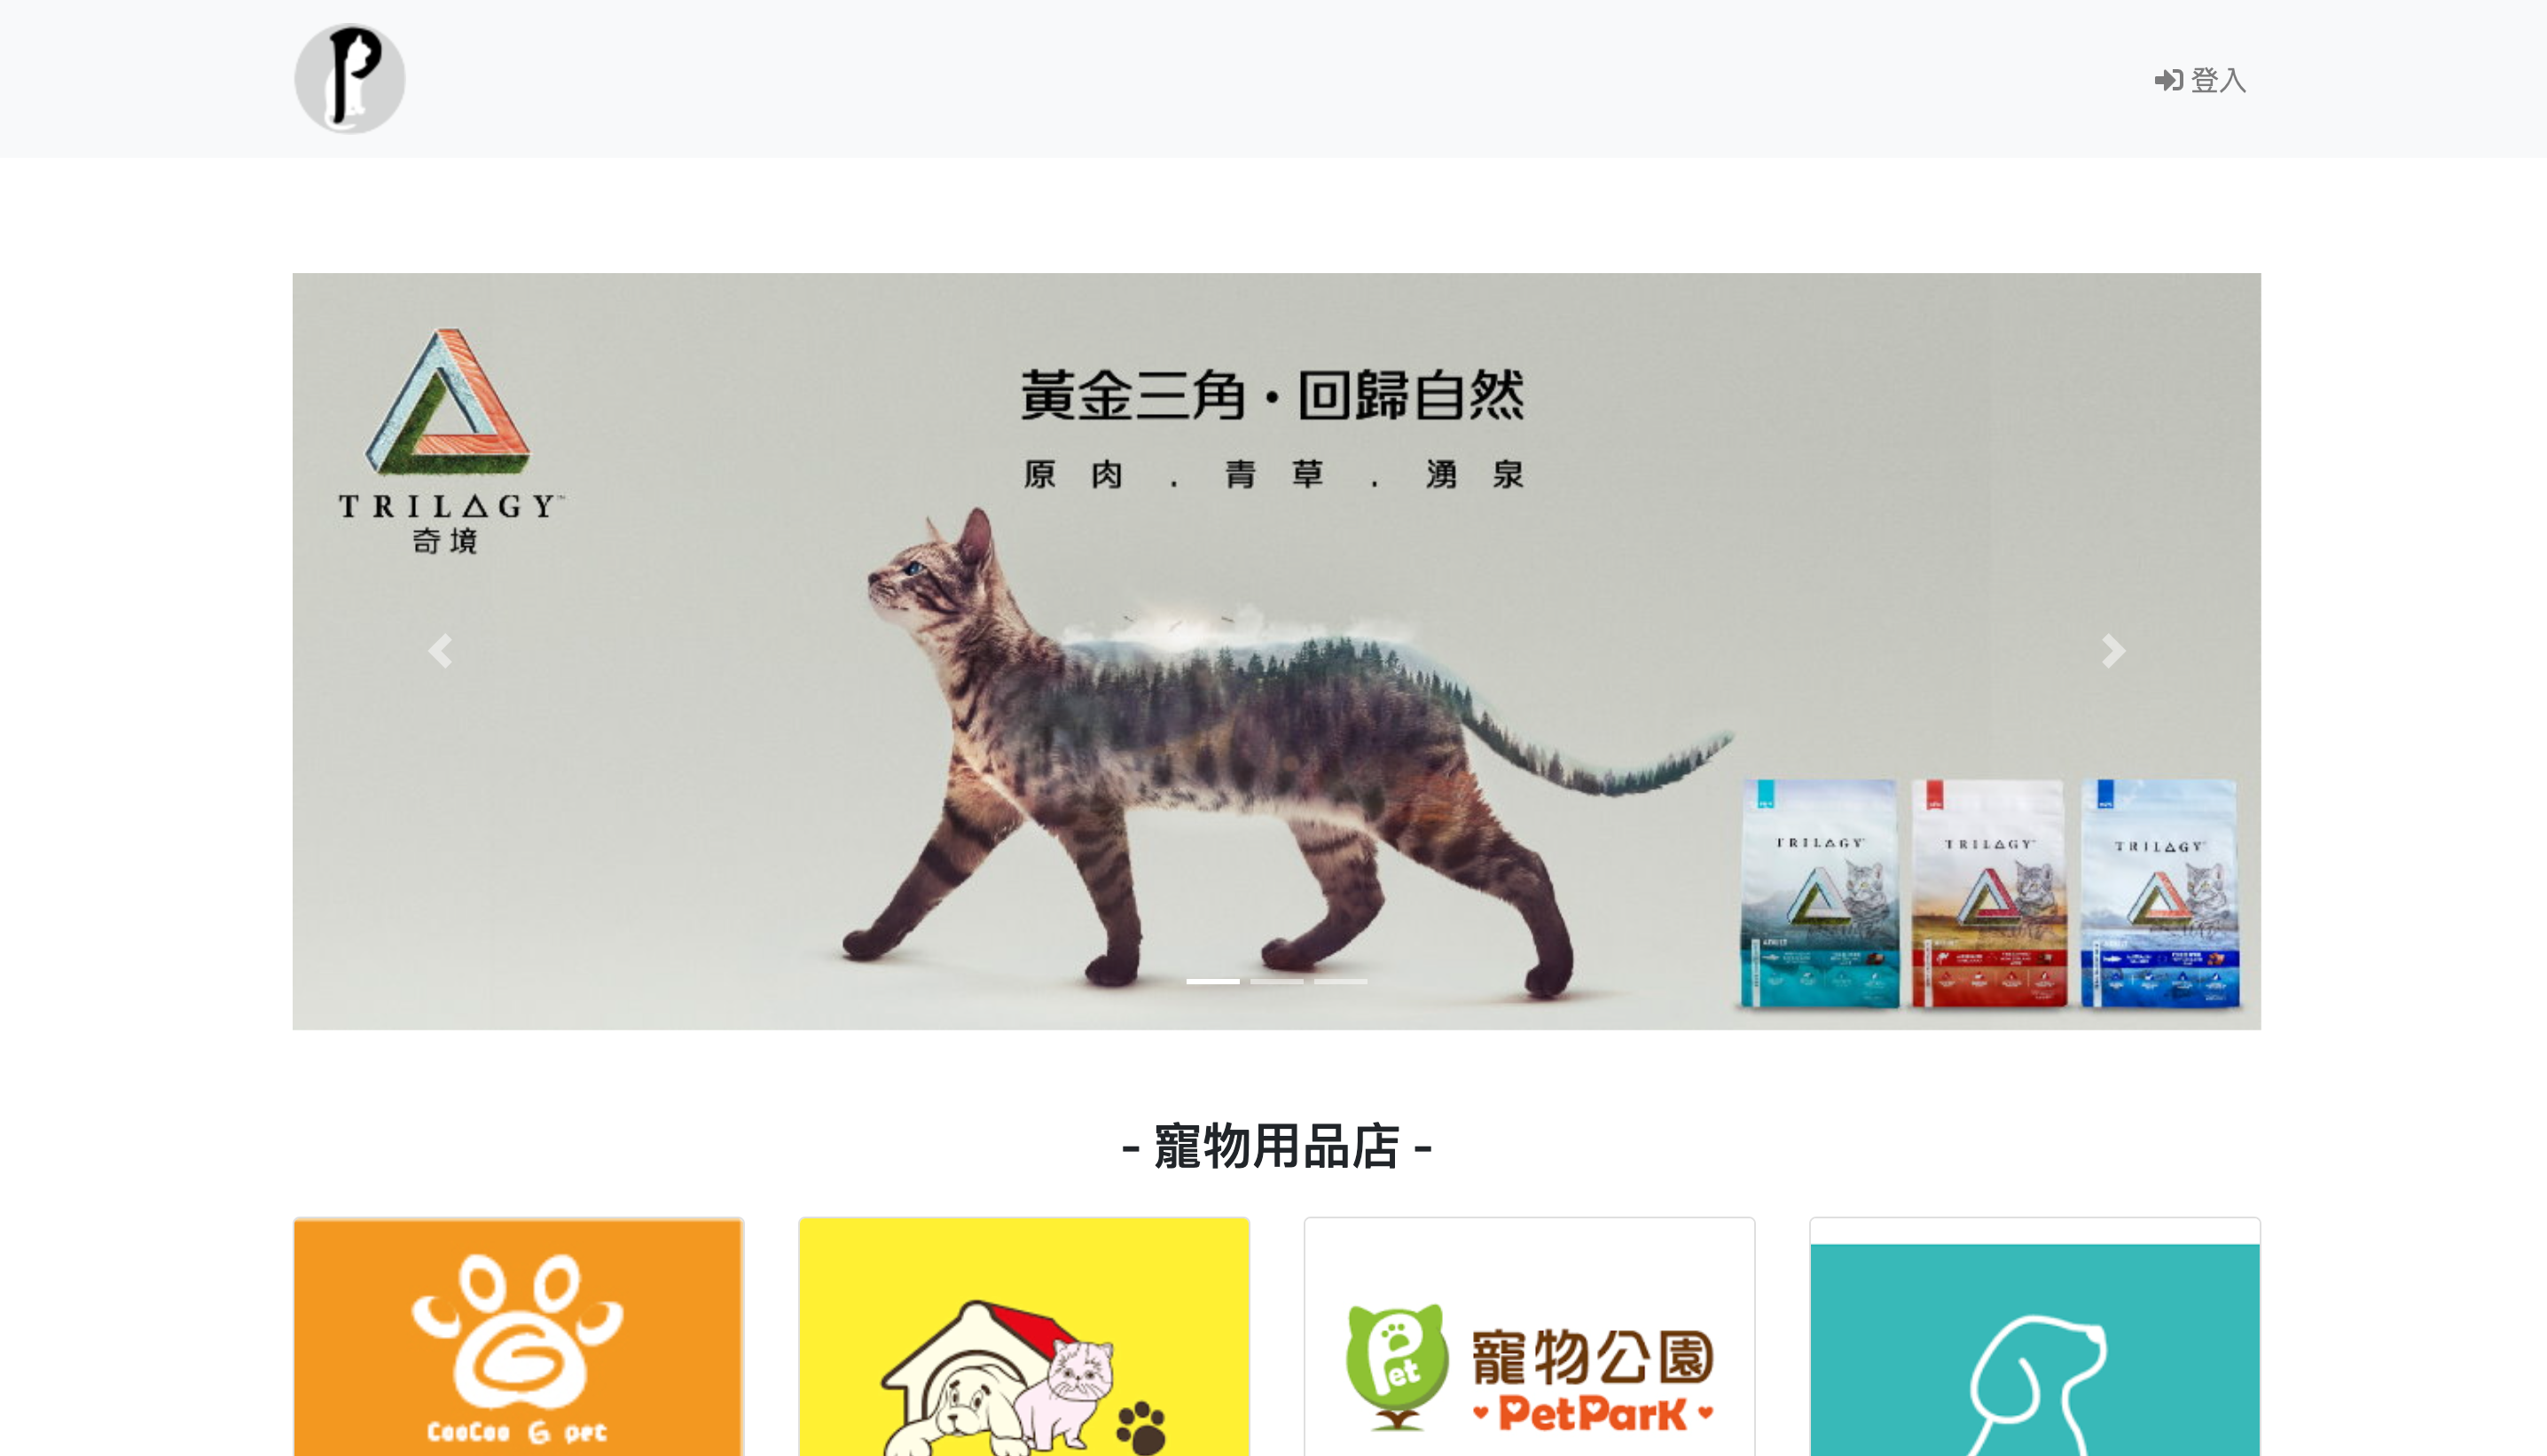 登入
黃金三角·回歸自然
原肉.青草.湧泉
TRILAGY™
奇境
TRILAGY
TRILAGY
TRILAGY
- 寵物用品店 -
CooCoo G pet
Pet
寵物公園
PetParK